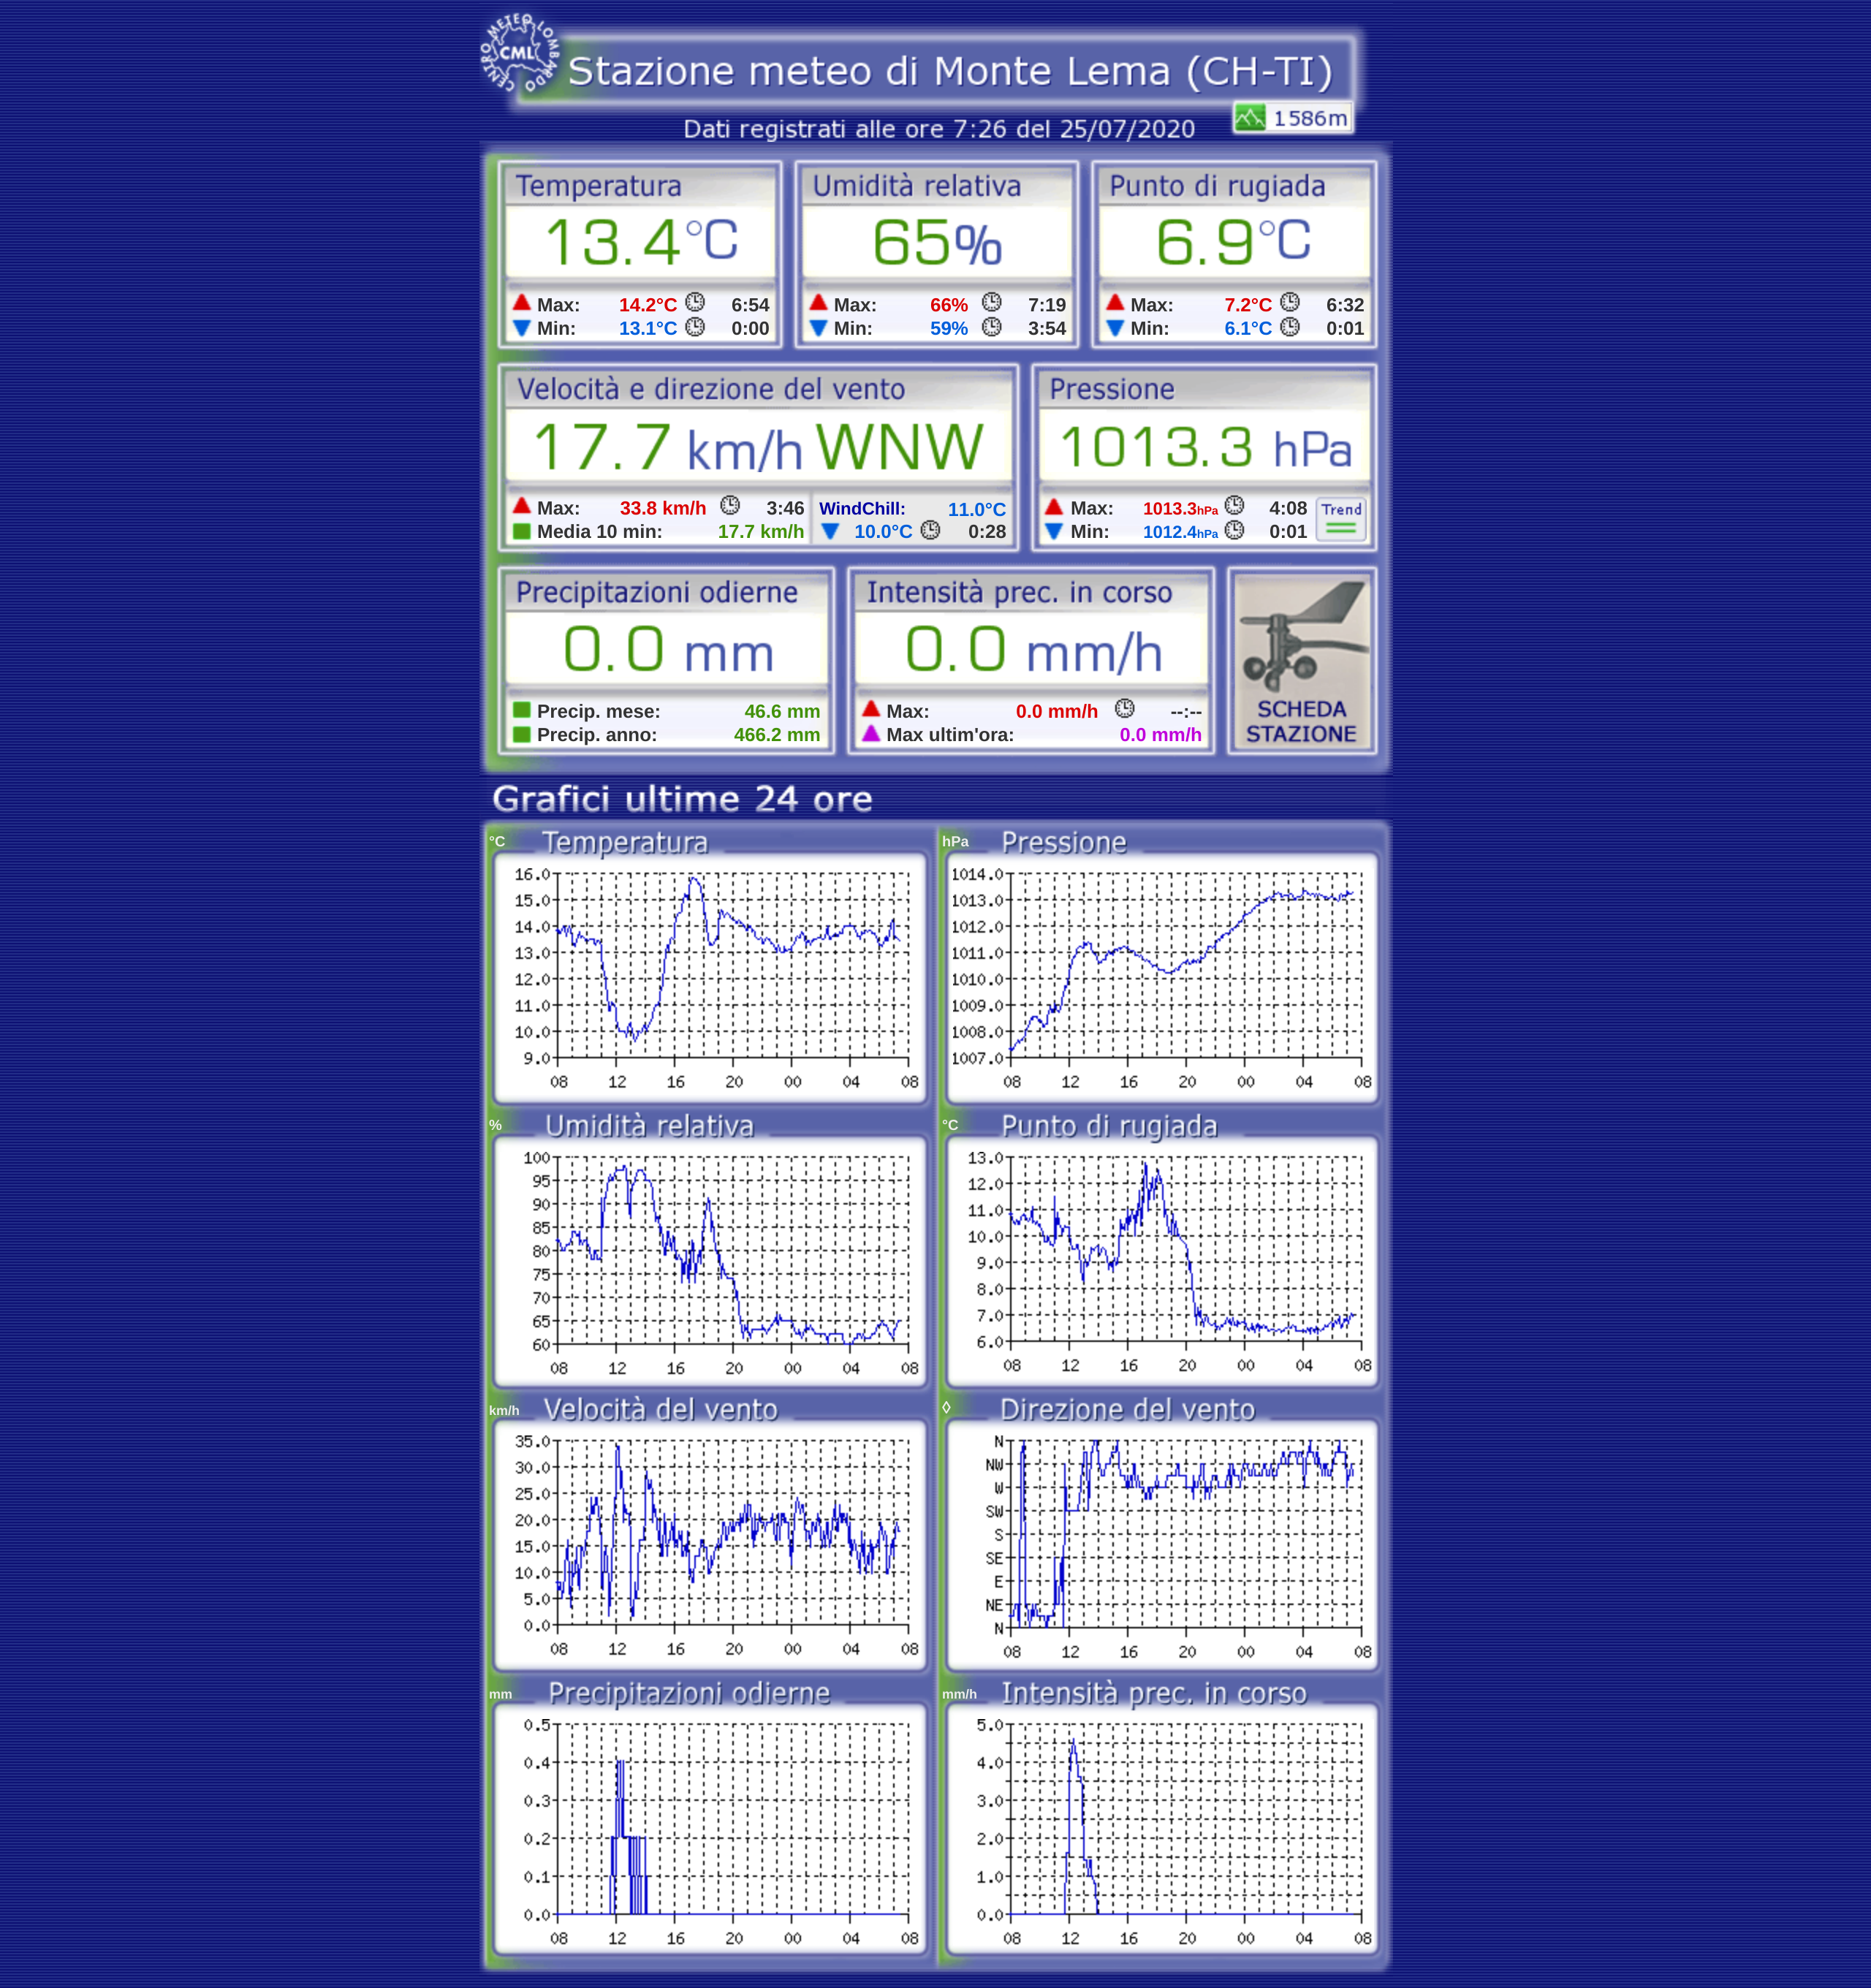 CENTRO METEO LOMBARDO
CML
Stazione meteo di Monte Lema (CH-TI)
Dati registrati alle ore 7:26 del 25/07/2020
1586m
Temperatura
13.4°C
Max: 14.2°C 6:54
Min: 13.1°C 0:00
Umidità relativa
65%
Max: 66% 7:19
Min: 59% 3:54
Punto di rugiada
6.9°C
Max: 7.2°C 6:32
Min: 6.1°C 0:01
Velocità e direzione del vento
17.7 km/h WNW
Max: 33.8 km/h 3:46
Media 10 min: 17.7 km/h
WindChill: 11.0°C
10.0°C 0:28
Pressione
1013.3 hPa
Max: 1013.3hPa 4:08
Min: 1012.4hPa 0:01
Trend
Precipitazioni odierne
0.0 mm
Precip. mese: 46.6 mm
Precip. anno: 466.2 mm
Intensità prec. in corso
0.0 mm/h
Max: 0.0 mm/h --:--
Max ultim'ora: 0.0 mm/h
SCHEDA
STAZIONE
Grafici ultime 24 ore
°C Temperatura
16.0
15.0
14.0
13.0
12.0
11.0
10.0
9.0
08 12 16 20 00 04 08
hPa Pressione
1014.0
1013.0
1012.0
1011.0
1010.0
1009.0
1008.0
1007.0
08 12 16 20 00 04 08
% Umidità relativa
100
95
90
85
80
75
70
65
60
08 12 16 20 00 04 08
°C Punto di rugiada
13.0
12.0
11.0
10.0
9.0
8.0
7.0
6.0
08 12 16 20 00 04 08
km/h Velocità del vento
35.0
30.0
25.0
20.0
15.0
10.0
5.0
0.0
08 12 16 20 00 04 08
◊ Direzione del vento
N
NW
W
SW
S
SE
E
NE
N
08 12 16 20 00 04 08
mm Precipitazioni odierne
0.5
0.4
0.3
0.2
0.1
0.0
08 12 16 20 00 04 08
mm/h Intensità prec. in corso
5.0
4.0
3.0
2.0
1.0
0.0
08 12 16 20 00 04 08